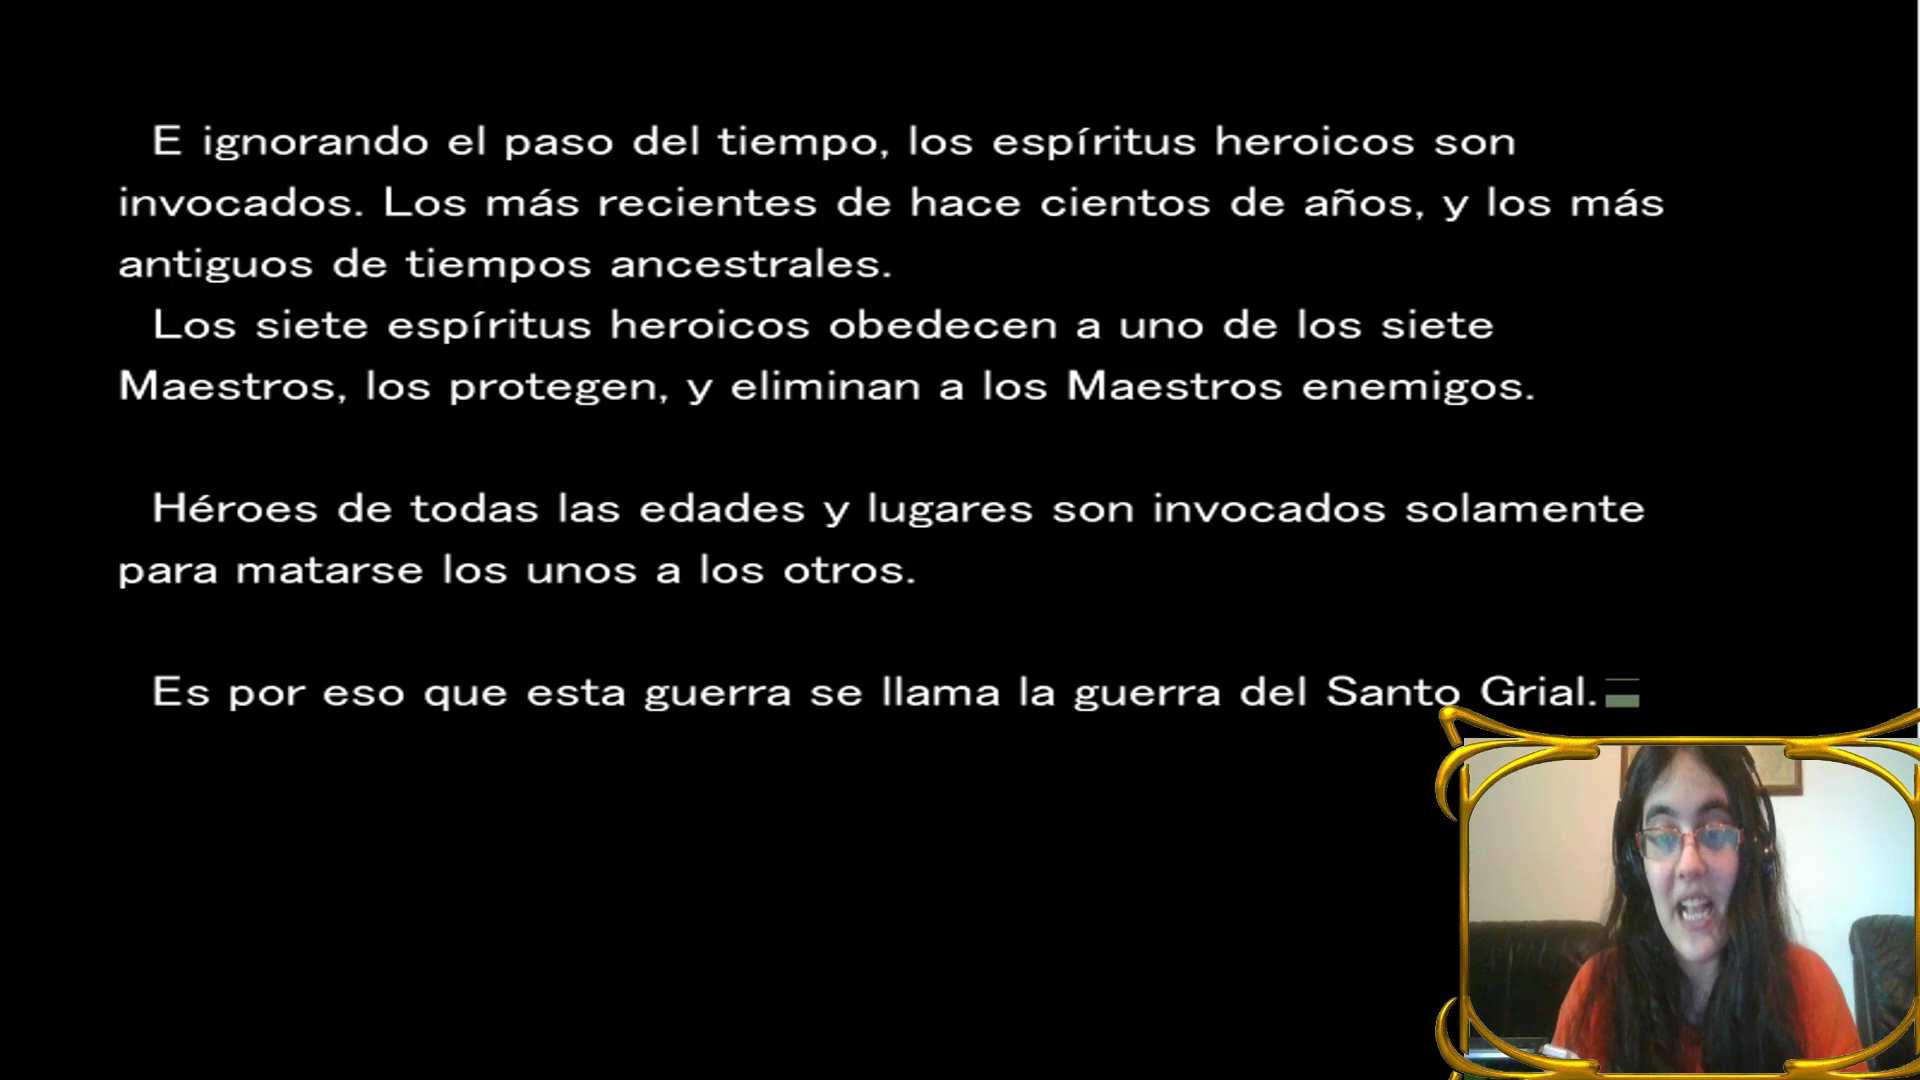 E ignorando el paso del tiempo, los espíritus heroicos son
invocados. Los más recientes de hace cientos de años, y los más
antiguos de tiempos ancestrales.
Los siete espíritus heroicos obedecen a uno de los siete
Maestros, los protegen, y eliminan a los Maestros enemigos.
Héroes de todas las edades y lugares son invocados solamente
para matarse los unos a los otros.
Es por eso que esta guerra se llama la guerra del Santo Grial.